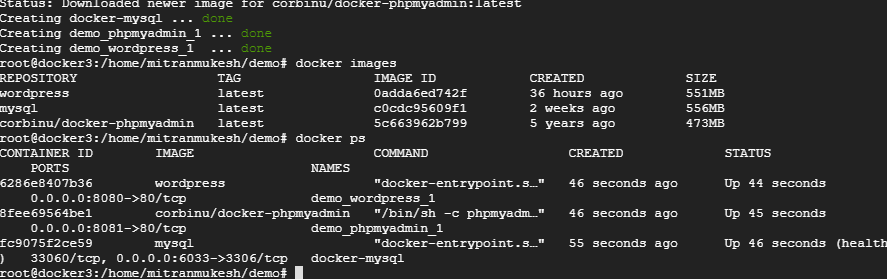 Status: Downloaded newer image for corbinu/docker-phpmyadmin:latest
Creating docker-mysql ... done
Creating demo_phpmyadmin_1 ... done
Creating demo_wordpress_1  ... done
root@docker3:/home/mitranmukesh/demo# docker images
REPOSITORY                  TAG                 IMAGE ID            CREATED             SIZE
wordpress                   latest              0adda6ed742f        36 hours ago        551MB
mysql                       latest              c0cdc95609f1        2 weeks ago         556MB
corbinu/docker-phpmyadmin   latest              5c663962b799        5 years ago         473MB
root@docker3:/home/mitranmukesh/demo# docker ps
CONTAINER ID        IMAGE                       COMMAND                  CREATED             STATUS
    PORTS                               NAMES
6286e8407b36        wordpress                   "docker-entrypoint.s…"   46 seconds ago      Up 44 seconds
    0.0.0.0:8080->80/tcp                demo_wordpress_1
8fee69564be1        corbinu/docker-phpmyadmin   "/bin/sh -c phpmyadm…"   46 seconds ago      Up 45 seconds
    0.0.0.0:8081->80/tcp                demo_phpmyadmin_1
fc9075f2ce59        mysql                       "docker-entrypoint.s…"   55 seconds ago      Up 46 seconds (health
)   33060/tcp, 0.0.0.0:6033->3306/tcp   docker-mysql
root@docker3:/home/mitranmukesh/demo#